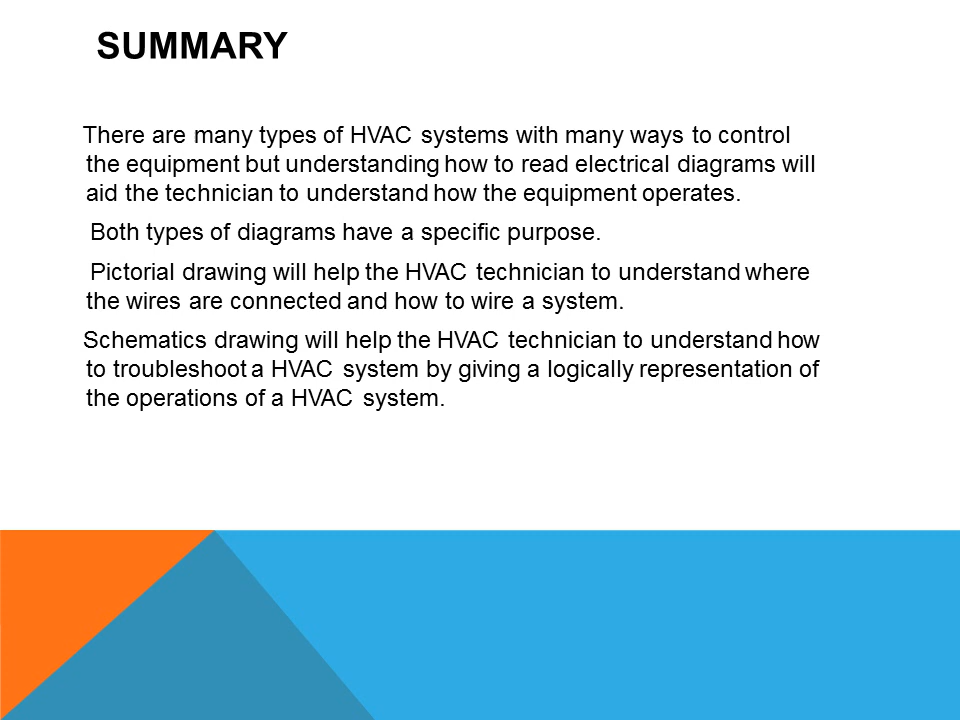 SUMMARY
There are many types of HVAC systems with many ways to control
the equipment but understanding how to read electrical diagrams will
aid the technician to understand how the equipment operates.
Both types of diagrams have a specific purpose.
Pictorial drawing will help the HVAC technician to understand where
the wires are connected and how to wire a system.
Schematics drawing will help the HVAC technician to understand how
to troubleshoot a HVAC system by giving a logically representation of
the operations of a HVAC system.